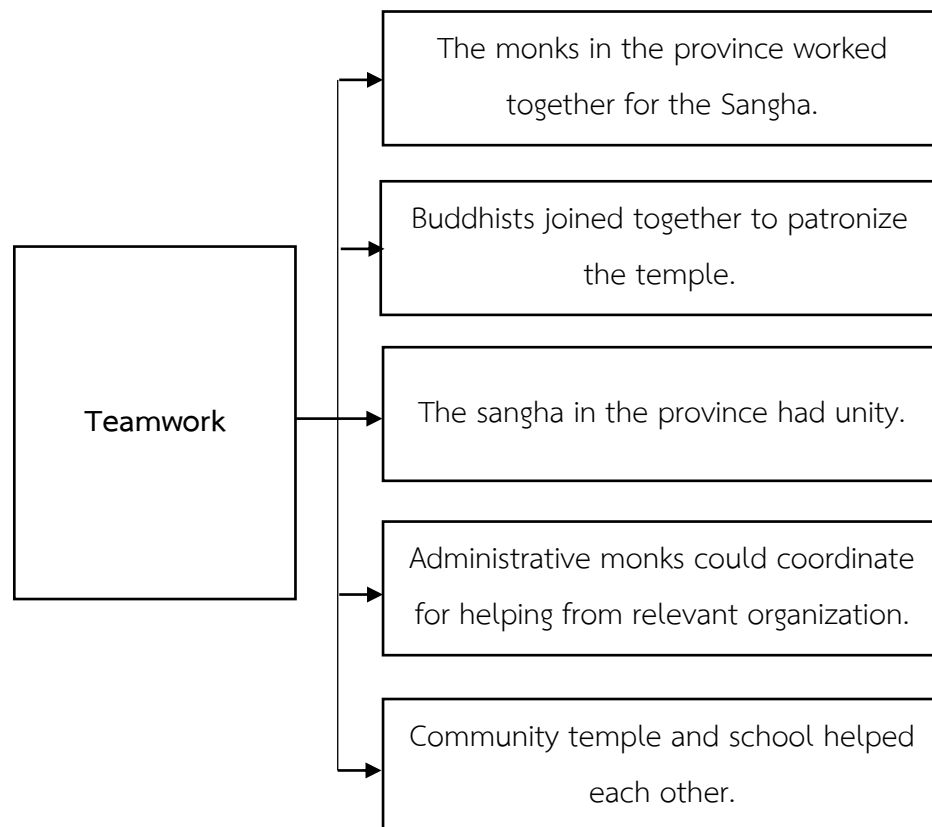 The monks in the province worked
together for the Sangha.
Buddhists joined together to patronize
the temple.
Teamwork
The sangha in the province had unity.
Administrative monks could coordinate
for helping from relevant organization.
Community temple and school helped
each other.